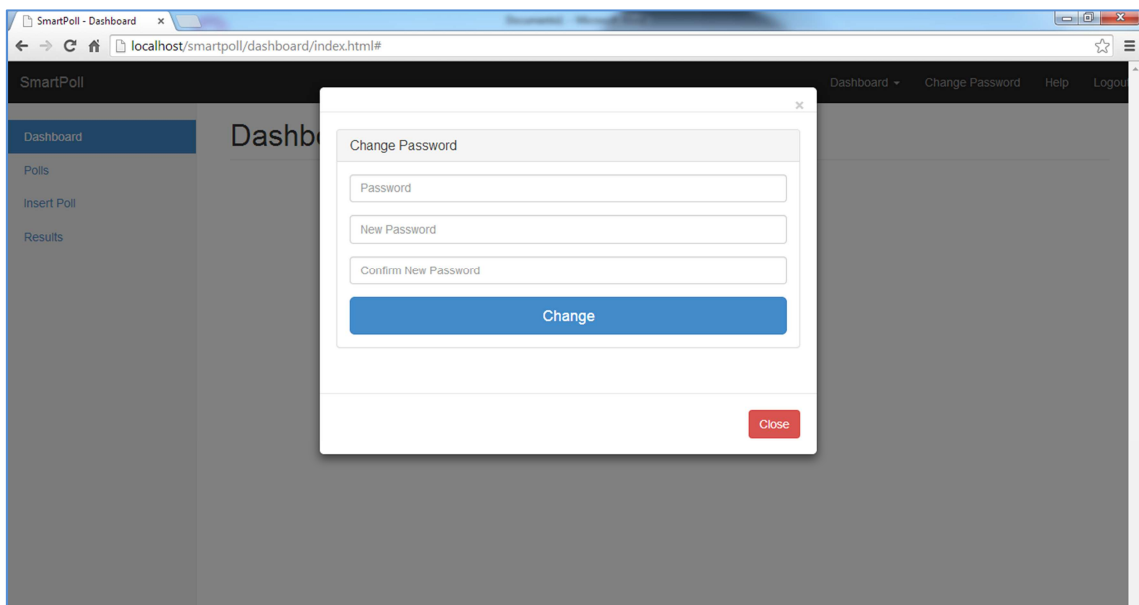 SmartPoll - Dashboard
localhost/smartpoll/dashboard/index.html#
SmartPoll
Dashboard
Change Password
Help
Logout
Dashboard
Polls
Insert Poll
Results
Change Password
Password
New Password
Confirm New Password
Change
Close